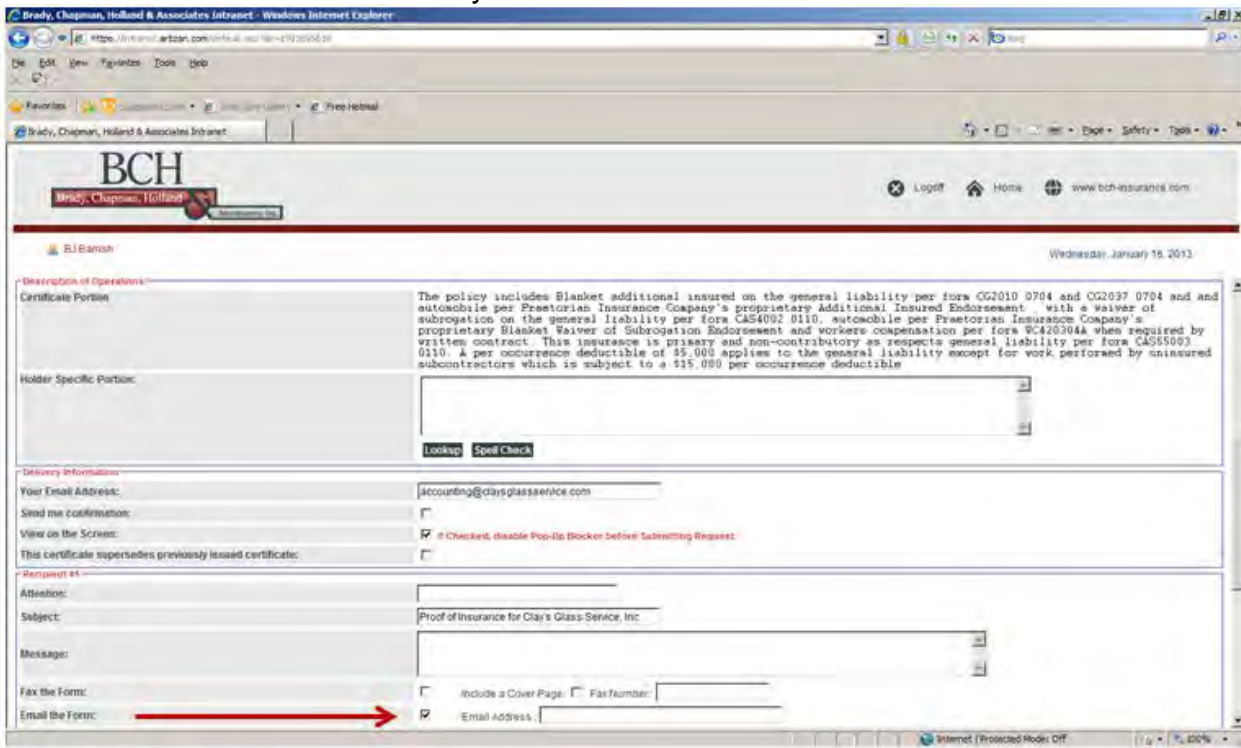 Brady, Chapman, Holland & Associates Intranet - Windows Internet Explorer
File Edit View Favorites Tools Help
Favorites Free Hotmail
Brady, Chapman, Holland & Associates Intranet
Page Safety Tools
BCH
Brady, Chapman, Holland
Logoff Home www.bch-insurance.com
Wednesday, January 16, 2013
Description of Operations
Certificate Portion
The policy includes Blanket additional insured on the general liability per form CG2010 0704 and CG2037 0704 and and
automobile per Praetorian Insurance Company's proprietary Additional Insured Endorsement with a waiver of
subrogation on the general liability per form CAS4002 0110, automobile per Praetorian Insurance Company's
proprietary Blanket Waiver of Subrogation Endorsement and workers compensation per form WC420304A when required by
written contract. This insurance is primary and non-contributory as respects general liability form CAS5003
0110. A per occurrence deductible of $5,000 applies to the general liability except for work performed by uninsured
subcontractors which is subject to a $15,000 per occurrence deductible
Holder Specific Portion:
Lookup Spell Check
Delivery Information
Your Email Address: accounting@claysglassservice.com
Send me confirmation:
View on the Screen: If Checked, disable Pop-Up Blocker before Submitting Request.
This certificate supersedes previously issued certificate:
Recipient #1
Attention:
Subject: Proof of Insurance for Clay's Glass Service, Inc
Message:
Fax the Form: Include a Cover Page: Fax Number:
Email the Form: Email Address:
Internet | Protected Mode: Off 100%